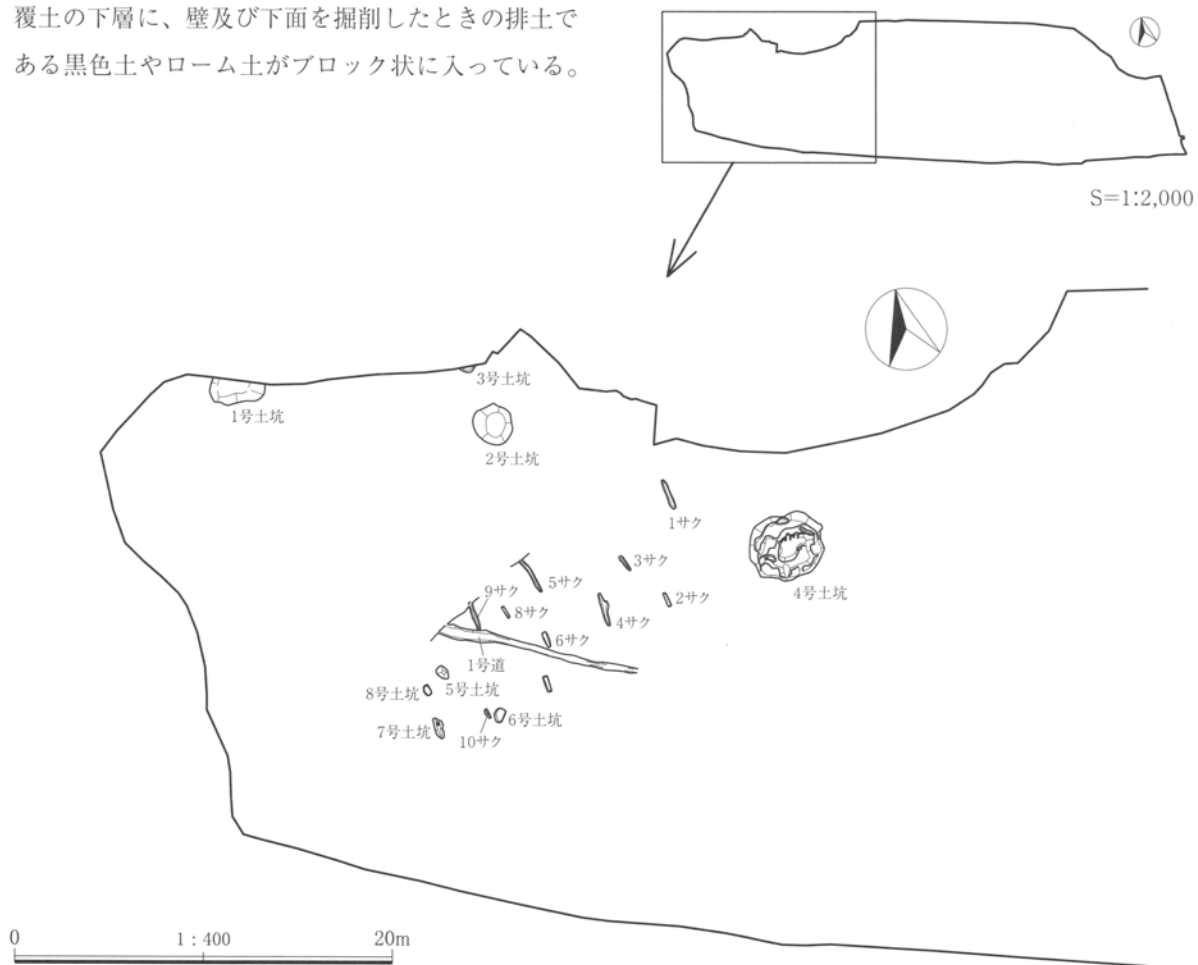 覆土の下層に、壁及び下面を掘削したときの排土で
ある黒色土やローム土がブロック状に入っている。
S=1:2,000
3号土坑
1号土坑
2号土坑
1サク
3サク
5サク
4号土坑
9サク
8サク
2サク
4サク
6サク
1号道
5号土坑
8号土坑
6号土坑
7号土坑
10サク
0
1:400
20m